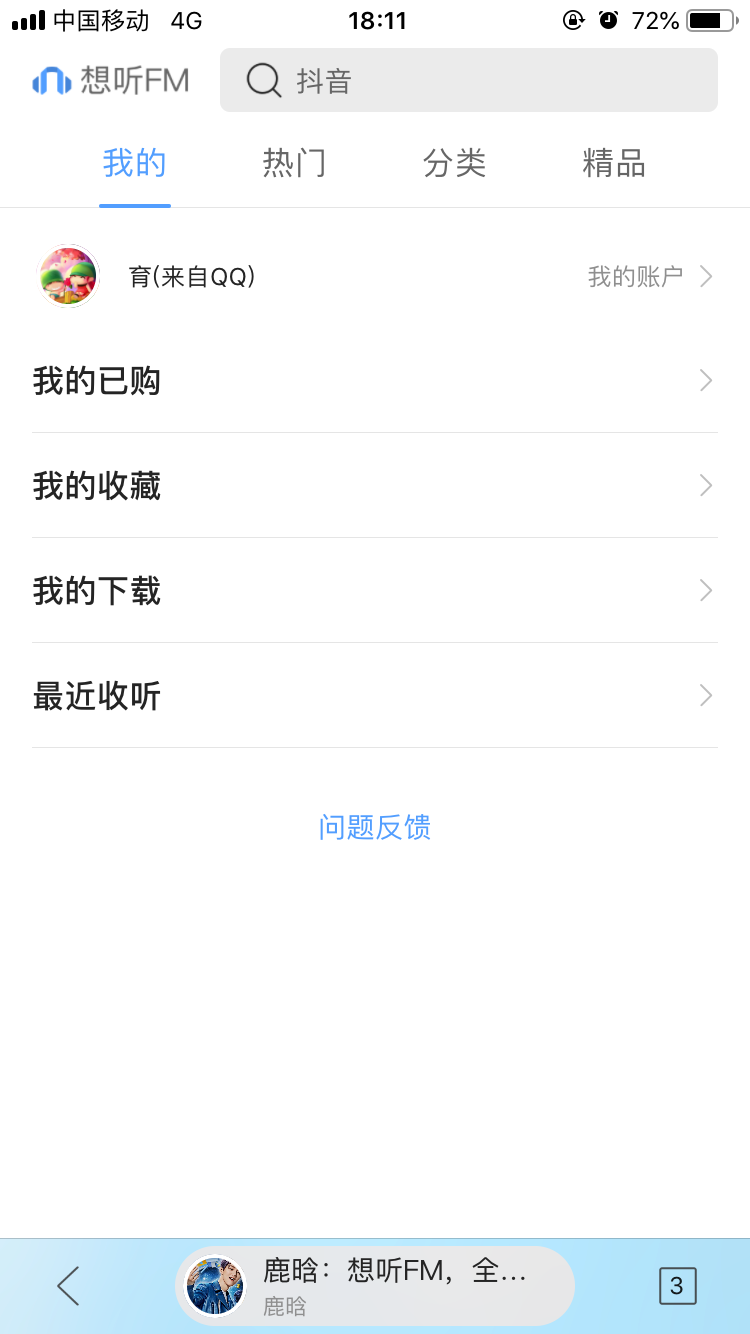 中国移动 4G 18:11 72%
想听FM 抖音
我的 热门 分类 精品
育(来自QQ) 我的账户
我的已购
我的收藏
我的下载
最近收听
问题反馈
鹿晗：想听FM，全...
鹿晗
3